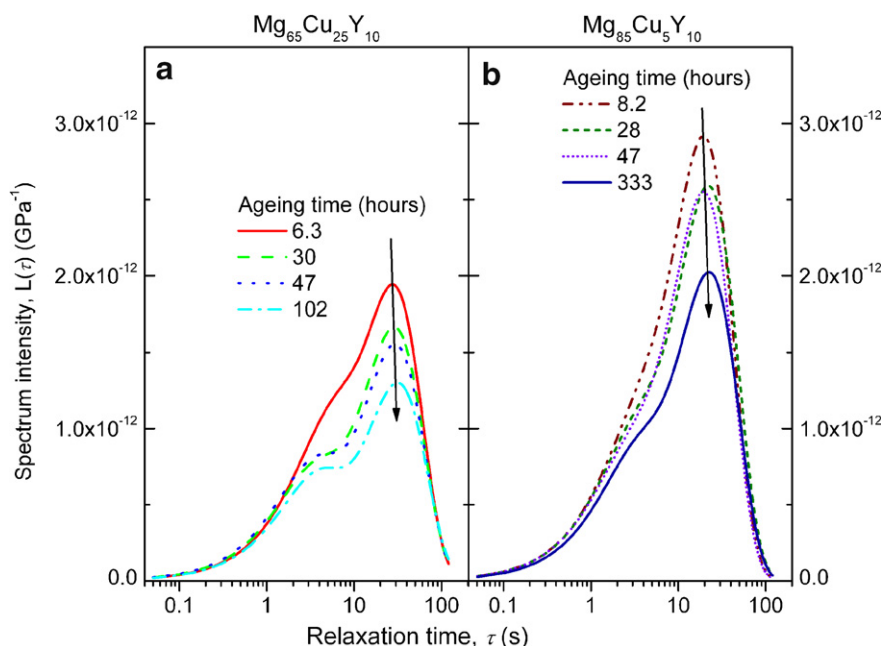 Mg₆₅Cu₂₅Y₁₀
Mg₈₅Cu₅Y₁₀
a
b
Ageing time (hours)
8.2
28
47
333
Ageing time (hours)
6.3
30
47
102
3.0x10⁻¹²
2.0x10⁻¹²
1.0x10⁻¹²
0.0
3.0x10⁻¹²
2.0x10⁻¹²
1.0x10⁻¹²
0.0
Spectrum intensity, L(τ) (GPa⁻¹)
0.1 1 10 100 0.1 1 10 100
Relaxation time, τ (s)